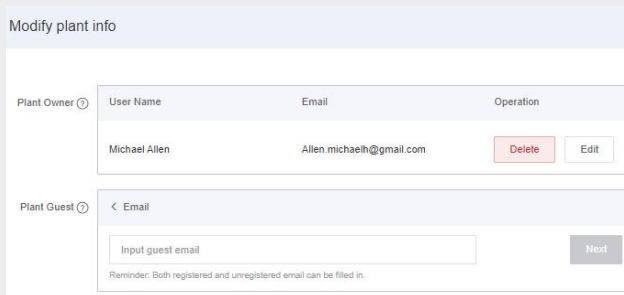 Modify plant info
Plant Owner ?
User Name Email Operation
Michael Allen Allen.michaelh@gmail.com Delete Edit
Plant Guest ?
< Email
Input guest email Next
Reminder: Both registered and unregistered email can be filled in.